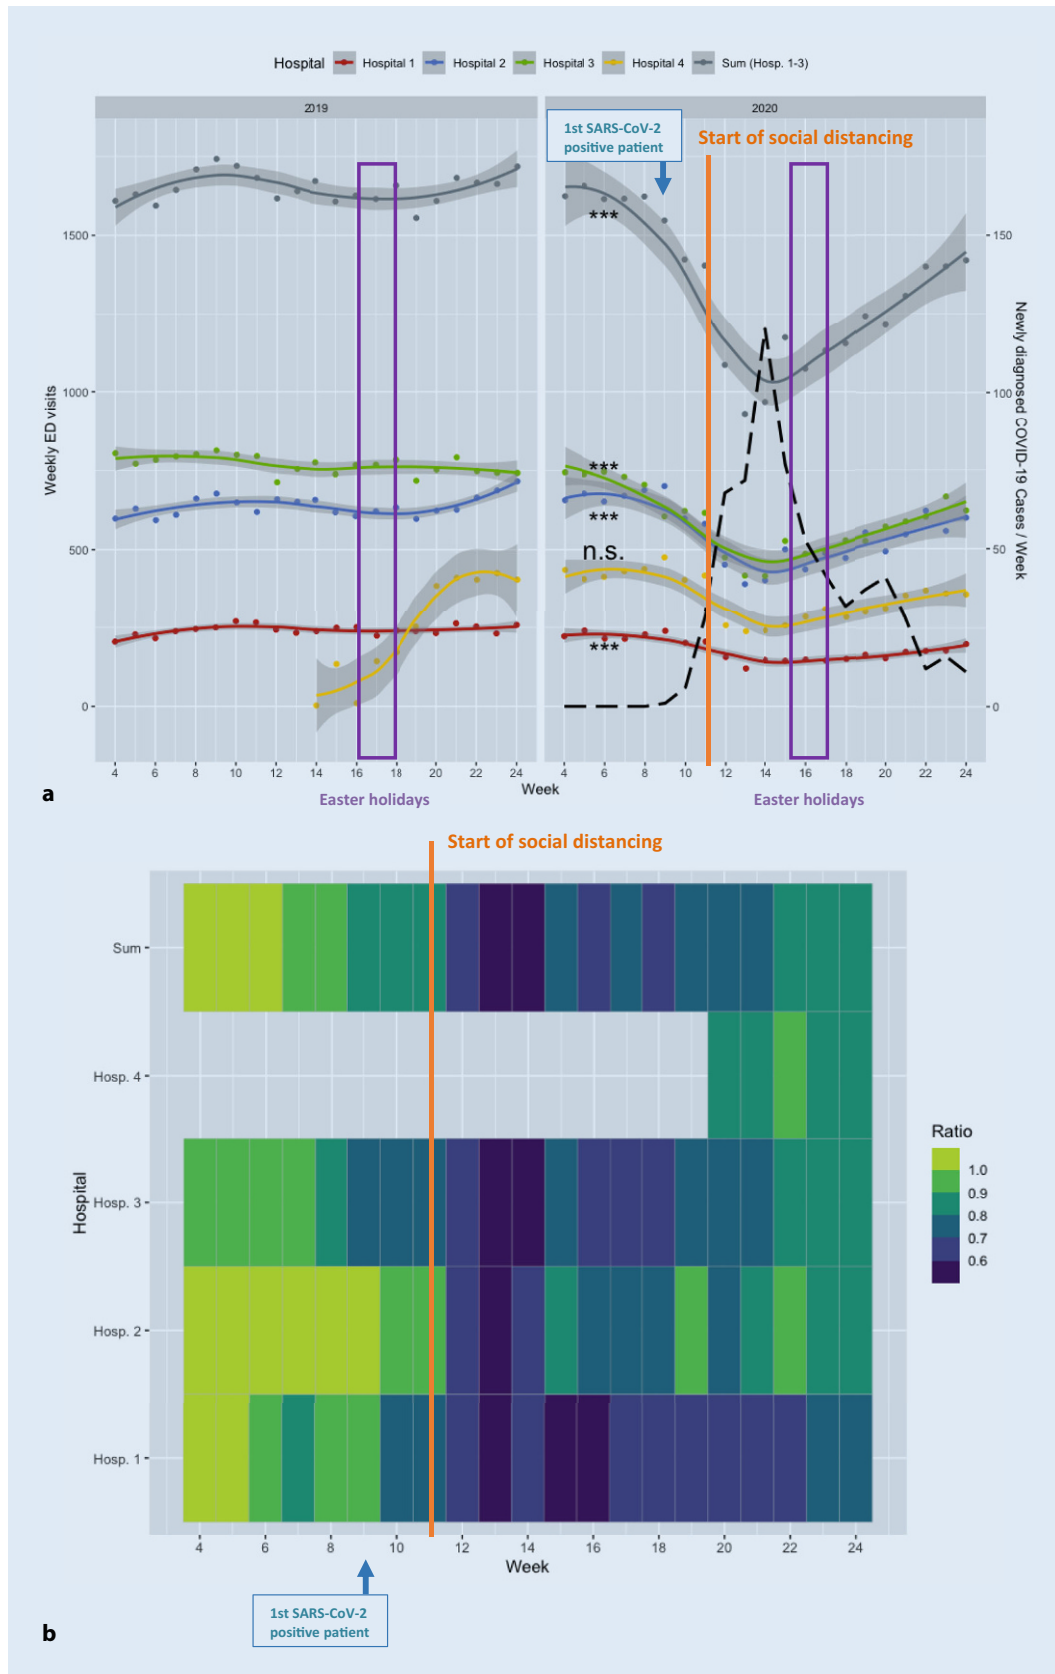 Hospital Hospital 1 Hospital 2 Hospital 3 Hospital 4 Sum (Hosp. 1-3)
2019
2020
1st SARS-CoV-2
positive patient
Start of social distancing
Weekly ED visits
1500
1000
500
0
***
***
***
n.s.
***
150
100
50
0
Newly diagnosed COVID-19 Cases / Week
4 6 8 10 12 14 16 18 20 22 24
4 6 8 10 12 14 16 18 20 22 24
Week
a
Easter holidays
Easter holidays
Start of social distancing
Hospital
Sum
Hosp. 4
Hosp. 3
Hosp. 2
Hosp. 1
Ratio
1.0
0.9
0.8
0.7
0.6
4 6 8 10 12 14 16 18 20 22 24
Week
1st SARS-CoV-2
positive patient
b